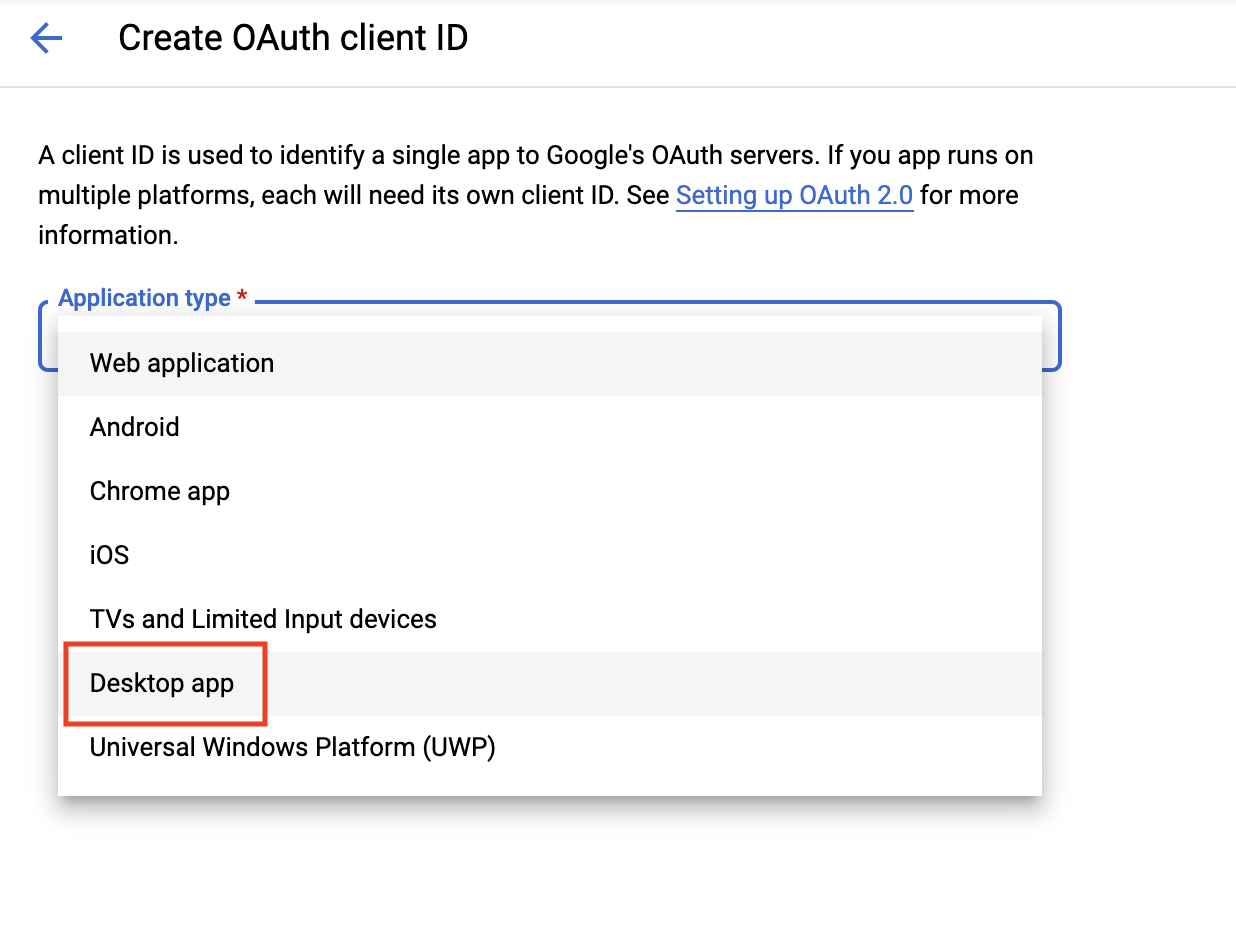 Create OAuth client ID
A client ID is used to identify a single app to Google's OAuth servers. If you app runs on
multiple platforms, each will need its own client ID. See Setting up OAuth 2.0 for more
information.
Application type *
Web application
Android
Chrome app
iOS
TVs and Limited Input devices
Desktop app
Universal Windows Platform (UWP)